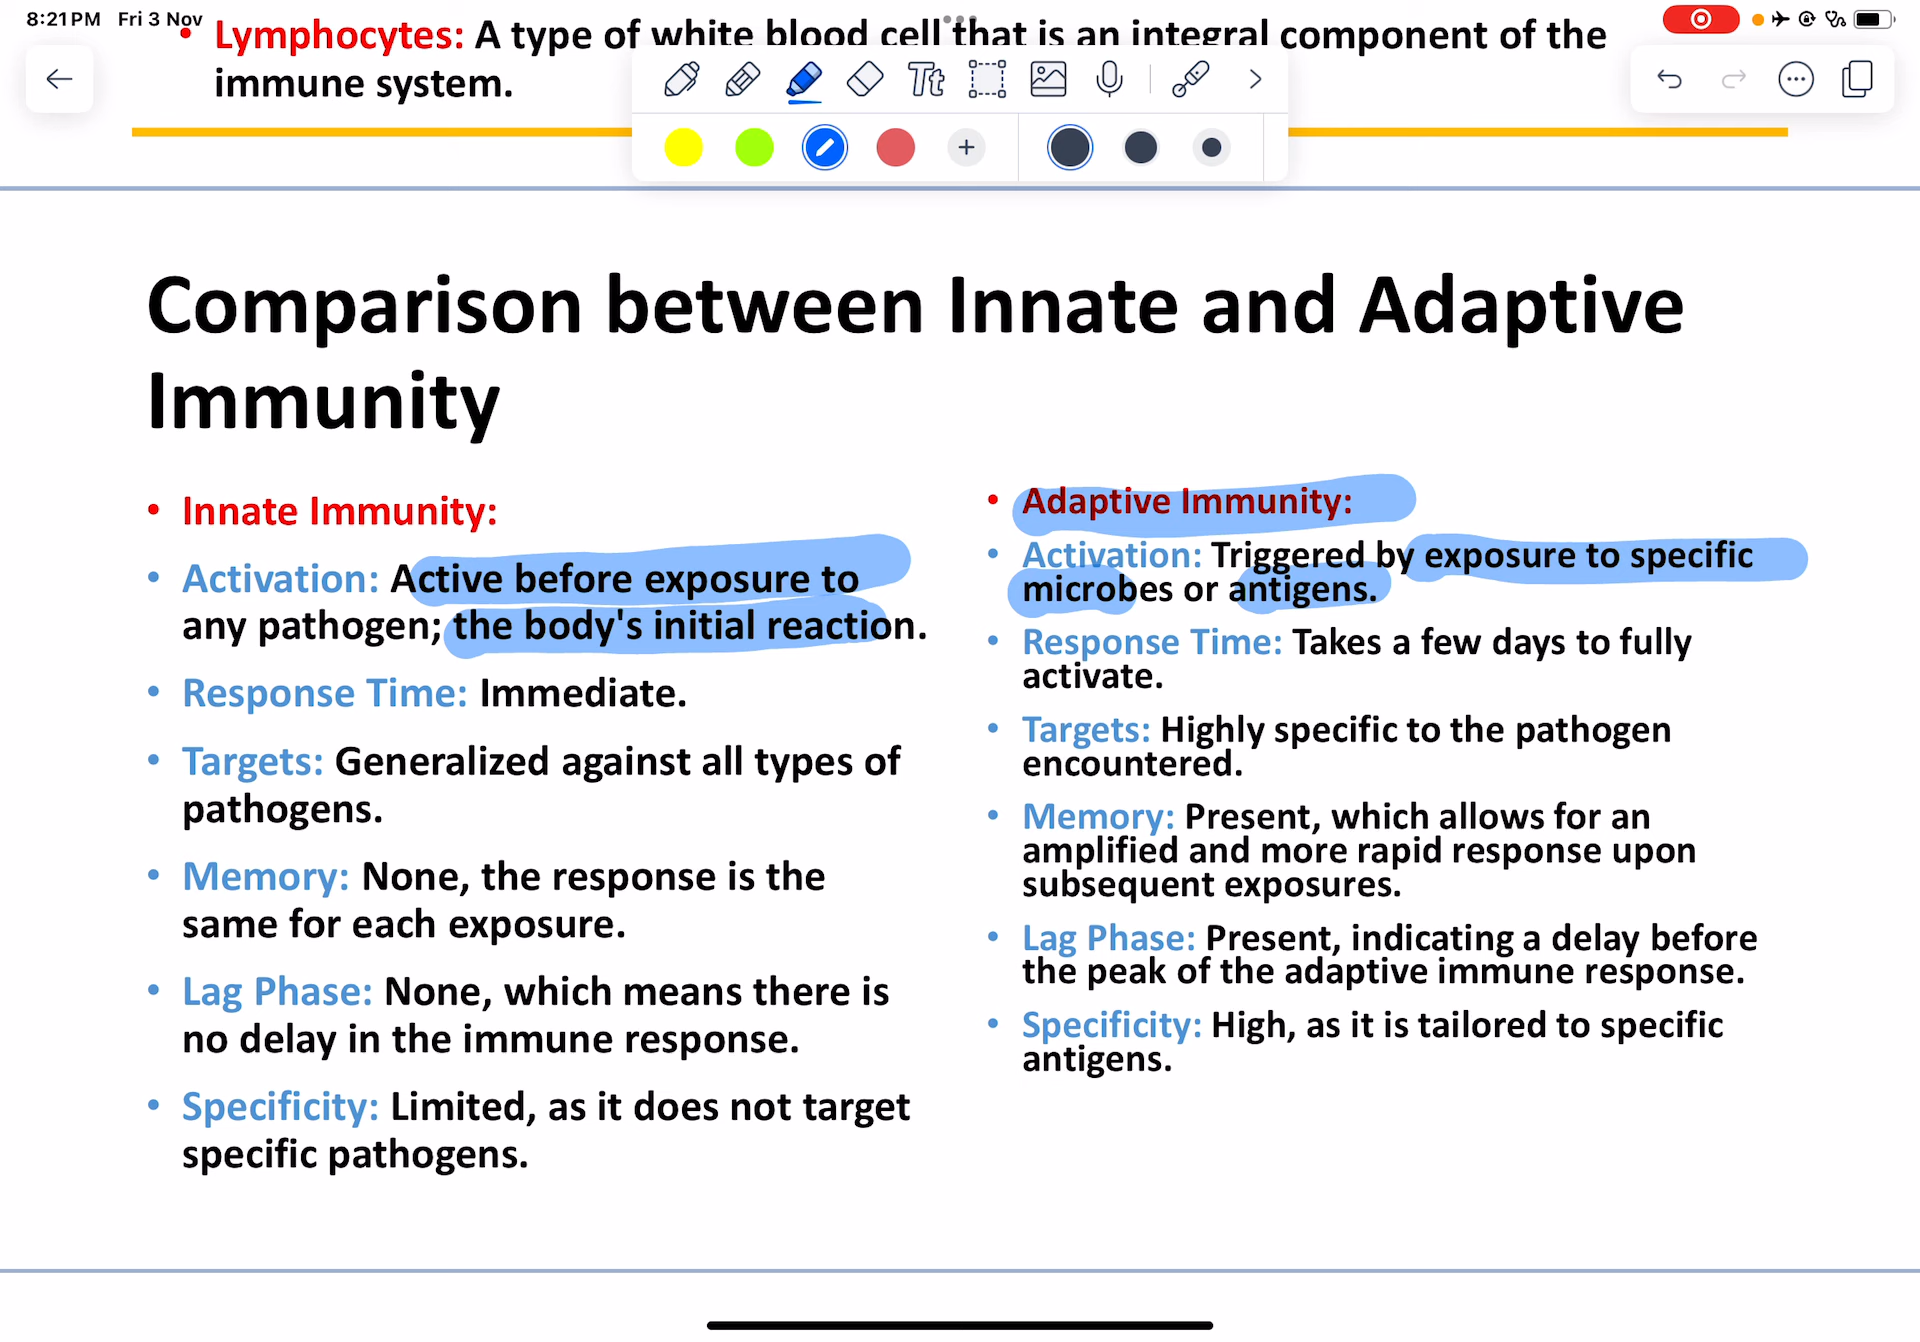 8:21 PM Fri 3 Nov
• Lymphocytes: A type of white blood cell that is an integral component of the
immune system.
Tt
Comparison between Innate and Adaptive
Immunity
• Innate Immunity:
• Activation: Active before exposure to
any pathogen; the body's initial reaction.
• Response Time: Immediate.
• Targets: Generalized against all types of
pathogens.
• Memory: None, the response is the
same for each exposure.
• Lag Phase: None, which means there is
no delay in the immune response.
• Specificity: Limited, as it does not target
specific pathogens.
• Adaptive Immunity:
• Activation: Triggered by exposure to specific
microbes or antigens.
• Response Time: Takes a few days to fully
activate.
• Targets: Highly specific to the pathogen
encountered.
• Memory: Present, which allows for an
amplified and more rapid response upon
subsequent exposures.
• Lag Phase: Present, indicating a delay before
the peak of the adaptive immune response.
• Specificity: High, as it is tailored to specific
antigens.